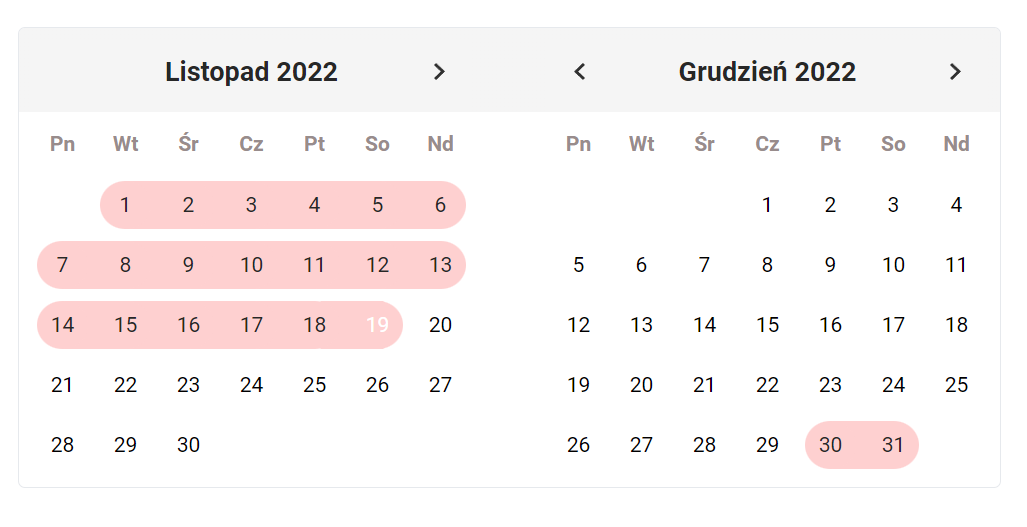 Listopad 2022
Pn Wt Śr Cz Pt So Nd
1 2 3 4 5 6
7 8 9 10 11 12 13
14 15 16 17 18 19 20
21 22 23 24 25 26 27
28 29 30
Grudzień 2022
Pn Wt Śr Cz Pt So Nd
1 2 3 4
5 6 7 8 9 10 11
12 13 14 15 16 17 18
19 20 21 22 23 24 25
26 27 28 29 30 31